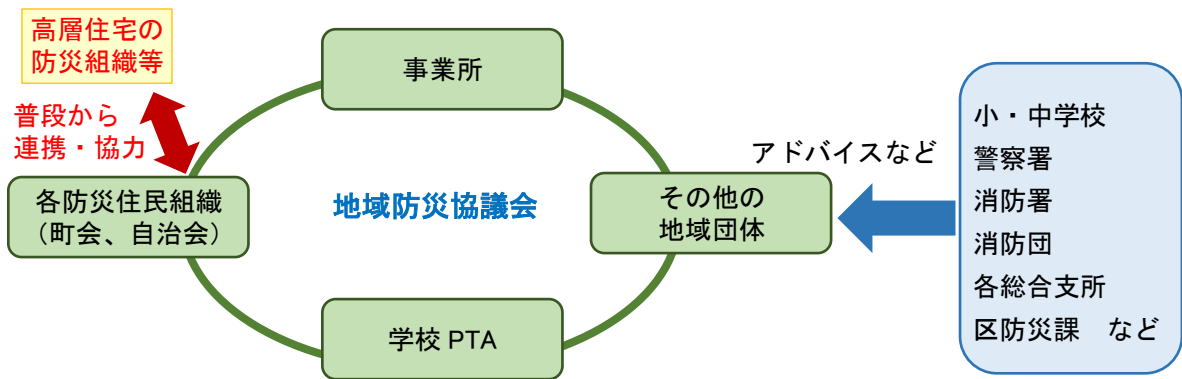 高層住宅の
防災組織等
普段から
連携・協力
事業所
各防災住民組織
（町会、自治会）
地域防災協議会
その他の
地域団体
学校 PTA
アドバイスなど
小・中学校
警察署
消防署
消防団
各総合支所
区防災課　など